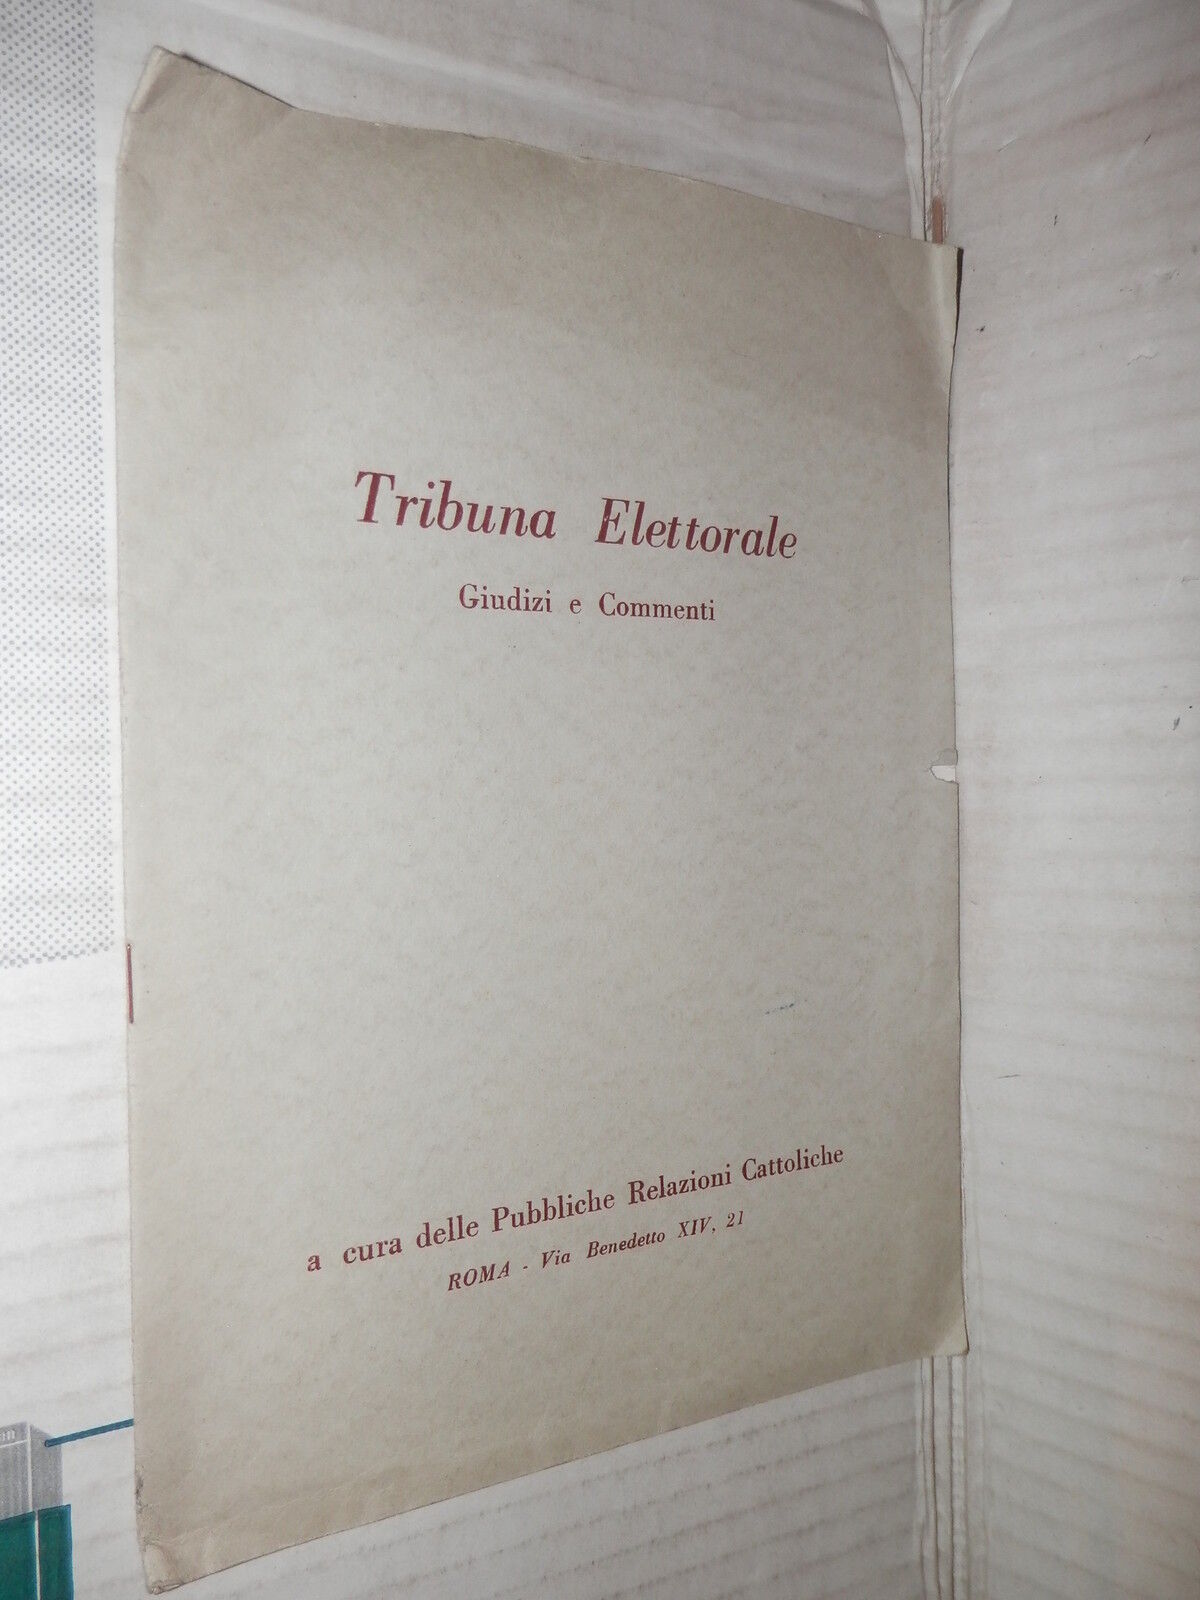 Tribuna Elettorale
Giudizi e Commenti
a cura delle Pubbliche Relazioni Cattoliche
ROMA - Via Benedetto XIV, 21